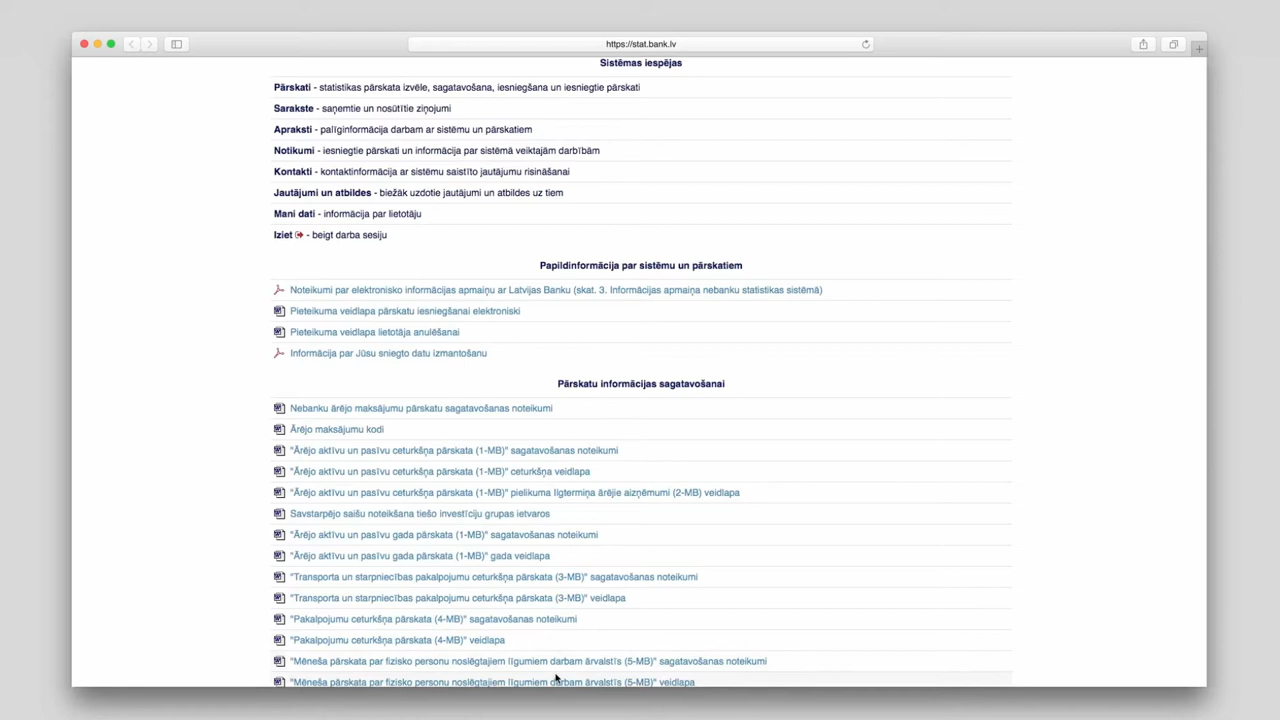 https://stat.bank.lv
Sistēmas iespējas
Pārskati - statistikas pārskata izvēle, sagatavošana, iesniegšana un iesniegtie pārskati
Sarakste - saņemtie un nosūtītie ziņojumi
Apraksti - palīginformācija darbam ar sistēmu un pārskatiem
Notikumi - iesniegtie pārskati un informācija par sistēmā veiktajām darbībām
Kontakti - kontaktinformācija ar sistēmu saistīto jautājumu risināšanai
Jautājumi un atbildes - biežāk uzdotie jautājumi un atbildes uz tiem
Mani dati - informācija par lietotāju
Iziet - beigt darba sesiju
Papildinformācija par sistēmu un pārskatiem
Noteikumi par elektronisko informācijas apmaiņu ar Latvijas Banku (skat. 3. Informācijas apmaiņa nebanku statistikas sistēmā)
Pieteikuma veidlapa pārskatu iesniegšanai elektroniski
Pieteikuma veidlapa lietotāja anulēšanai
Informācija par Jūsu sniegto datu izmantošanu
Pārskatu informācijas sagatavošanai
Nebanku ārējo maksājumu pārskatu sagatavošanas noteikumi
Ārējo maksājumu kodi
"Ārējo aktīvu un pasīvu ceturkšņa pārskata (1-MB)" sagatavošanas noteikumi
"Ārējo aktīvu un pasīvu ceturkšņa pārskata (1-MB)" ceturkšņa veidlapa
"Ārējo aktīvu un pasīvu ceturkšņa pārskata (1-MB)" pielikuma Ilgtermiņa ārējie aizņēmumi (2-MB) veidlapa
Savstarpējo saišu noteikšana tiešo investīciju grupas ietvaros
"Ārējo aktīvu un pasīvu gada pārskata (1-MB)" sagatavošanas noteikumi
"Ārējo aktīvu un pasīvu gada pārskata (1-MB)" gada veidlapa
"Transporta un starpniecības pakalpojumu ceturkšņa pārskata (3-MB)" sagatavošanas noteikumi
"Transporta un starpniecības pakalpojumu ceturkšņa pārskata (3-MB)" veidlapa
"Pakalpojumu ceturkšņa pārskata (4-MB)" sagatavošanas noteikumi
"Pakalpojumu ceturkšņa pārskata (4-MB)" veidlapa
"Mēneša pārskata par fizisko personu noslēgtajiem līgumiem darbam ārvalstīs (5-MB)" sagatavošanas noteikumi
"Mēneša pārskata par fizisko personu noslēgtajiem līgumiem darbam ārvalstīs (5-MB)" veidlapa